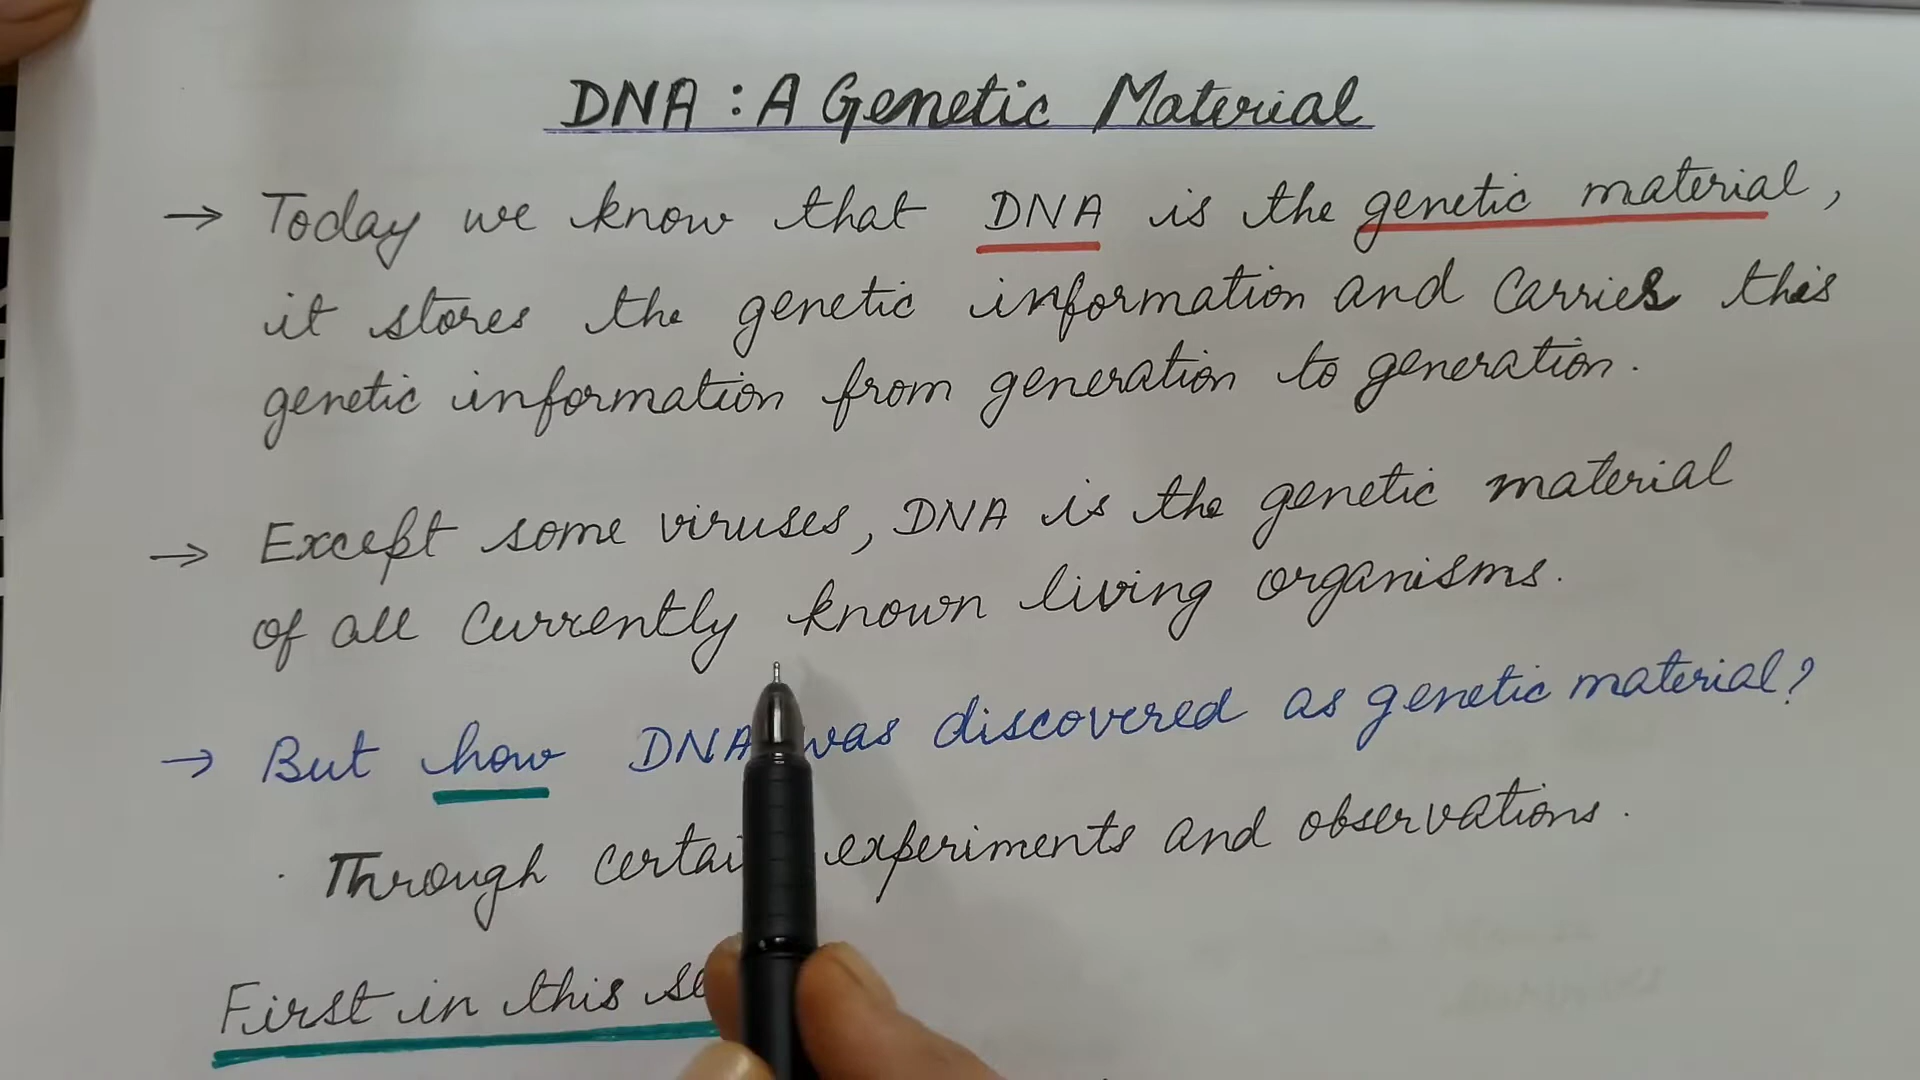 DNA : A Genetic Material
→ Today we know that DNA is the genetic material,
it stores the genetic information and carries this
genetic information from generation to generation.
→ Except some viruses, DNA is the genetic material
of all currently known living organisms.
→ But how DNA was discovered as genetic material?
· Through certain experiments and observations.
First in this